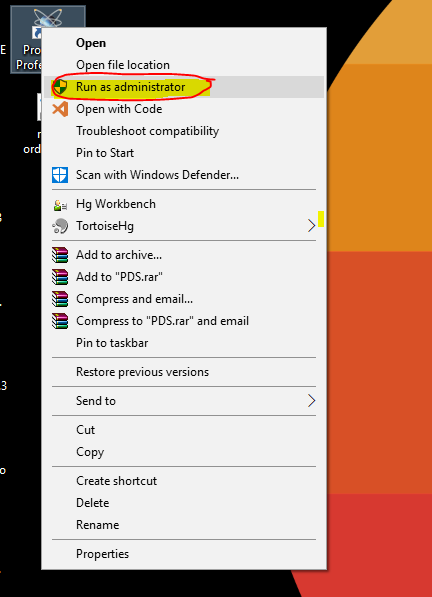 Pro
Profe
ord
E
Open
Open file location
Run as administrator
Open with Code
Troubleshoot compatibility
Pin to Start
Scan with Windows Defender...
Hg Workbench
TortoiseHg
Add to archive...
Add to "PDS.rar"
Compress and email...
Compress to "PDS.rar" and email
Pin to taskbar
Restore previous versions
Send to
Cut
Copy
Create shortcut
Delete
Rename
Properties
.3